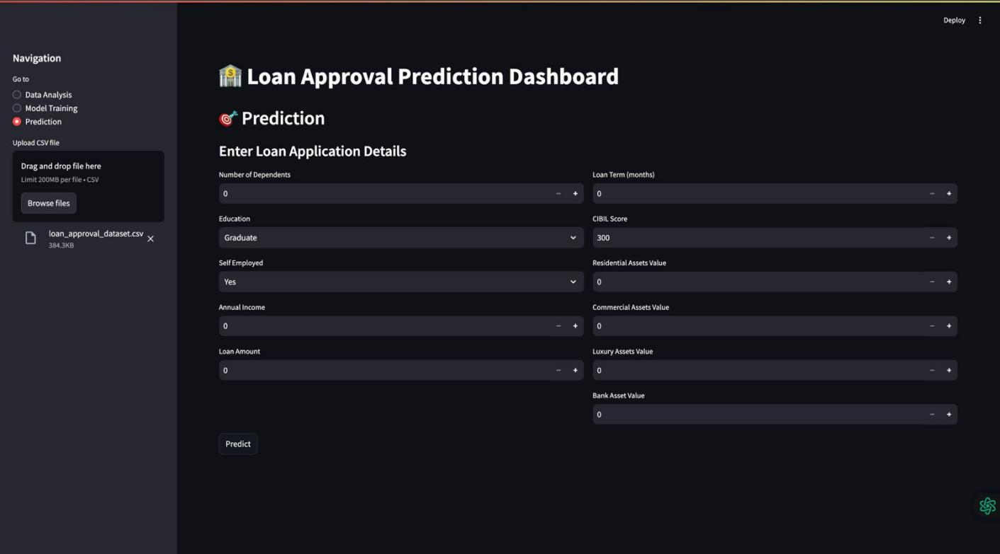 Deploy
Navigation
Go to
Data Analysis
Model Training
Prediction
Upload CSV file
Drag and drop file here
Limit 200MB per file • CSV
Browse files
loan_approval_dataset.csv
384.3KB
Loan Approval Prediction Dashboard
Prediction
Enter Loan Application Details
Number of Dependents
0
Education
Graduate
Self Employed
Yes
Annual Income
0
Loan Amount
0
Loan Term (months)
0
CIBIL Score
300
Residential Assets Value
0
Commercial Assets Value
0
Luxury Assets Value
0
Bank Asset Value
0
Predict